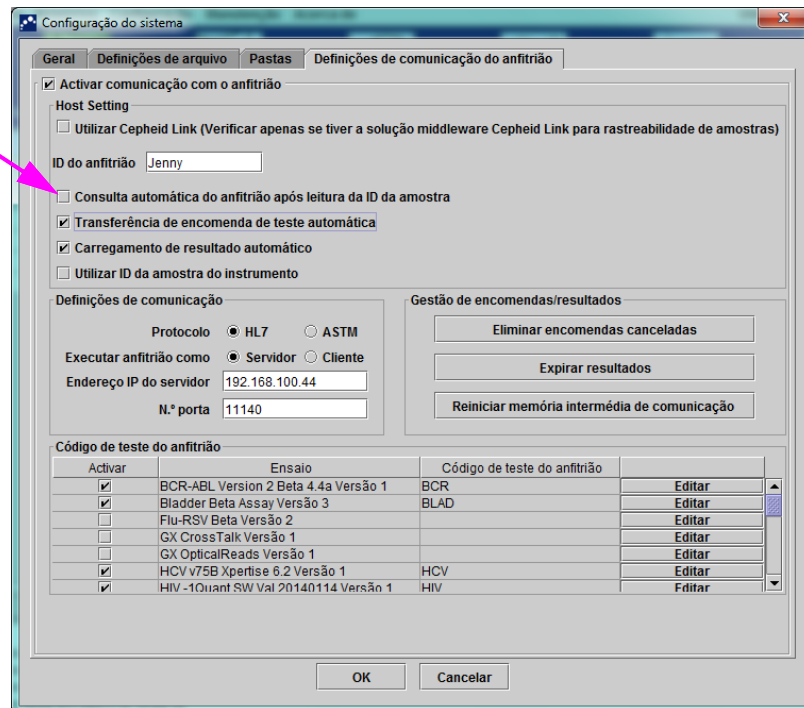 Configuração do sistema
Geral Definições de arquivo Pastas Definições de comunicação do anfitrião
Activar comunicação com o anfitrião
Host Setting
Utilizar Cepheid Link (Verificar apenas se tiver a solução middleware Cepheid Link para rastreabilidade de amostras)
ID do anfitrião Jenny
Consulta automática do anfitrião após leitura da ID da amostra
Transferência de encomenda de teste automática
Carregamento de resultado automático
Utilizar ID da amostra do instrumento
Definições de comunicação
Protocolo HL7 ASTM
Executar anfitrião como Servidor Cliente
Endereço IP do servidor 192.168.100.44
N.º porta 11140
Gestão de encomendas/resultados
Eliminar encomendas canceladas
Expirar resultados
Reiniciar memória intermédia de comunicação
Código de teste do anfitrião
Activar Ensaio Código de teste do anfitrião
BCR-ABL Version 2 Beta 4.4a Versão 1 BCR Editar
Bladder Beta Assay Versão 3 BLAD Editar
Flu-RSV Beta Versão 2 Editar
GX CrossTalk Versão 1 Editar
GX OpticalReads Versão 1 Editar
HCV v75B Xpertise 6.2 Versão 1 HCV Editar
HIV -1Quant SW Val 20140114 Versão 1 HIV Editar
OK Cancelar